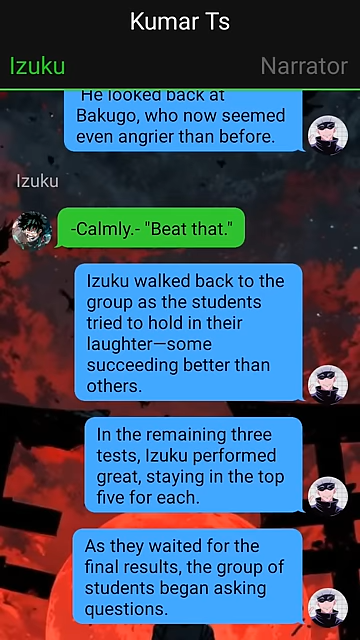 Kumar Ts
Izuku Narrator
He looked back at
Bakugo, who now seemed
even angrier than before.
Izuku
-Calmly.- "Beat that."
Izuku walked back to the
group as the students
tried to hold in their
laughter—some
succeeding better than
others.
In the remaining three
tests, Izuku performed
great, staying in the top
five for each.
As they waited for the
final results, the group of
students began asking
questions.